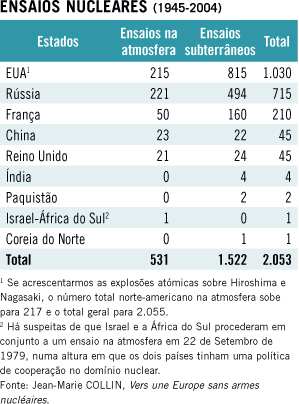 ENSAIOS NUCLEARES (1945-2004)
Estados Ensaios na atmosfera Ensaios subterrâneos Total
EUA¹ 215 815 1.030
Rússia 221 494 715
França 50 160 210
China 23 22 45
Reino Unido 21 24 45
Índia 0 4 4
Paquistão 0 2 2
Israel-África do Sul² 1 0 1
Coreia do Norte 0 1 1
Total 531 1.522 2.053
¹ Se acrescentarmos as explosões atómicas sobre Hiroshima e
Nagasaki, o número total norte-americano na atmosfera sobe
para 217 e o total geral para 2.055.
² Há suspeitas de que Israel e a África do Sul procederam em
conjunto a um ensaio na atmosfera em 22 de Setembro de
1979, numa altura em que os dois países tinham uma política
de cooperação no domínio nuclear.
Fonte: Jean-Marie COLLIN, Vers une Europe sans armes
nucléaires.